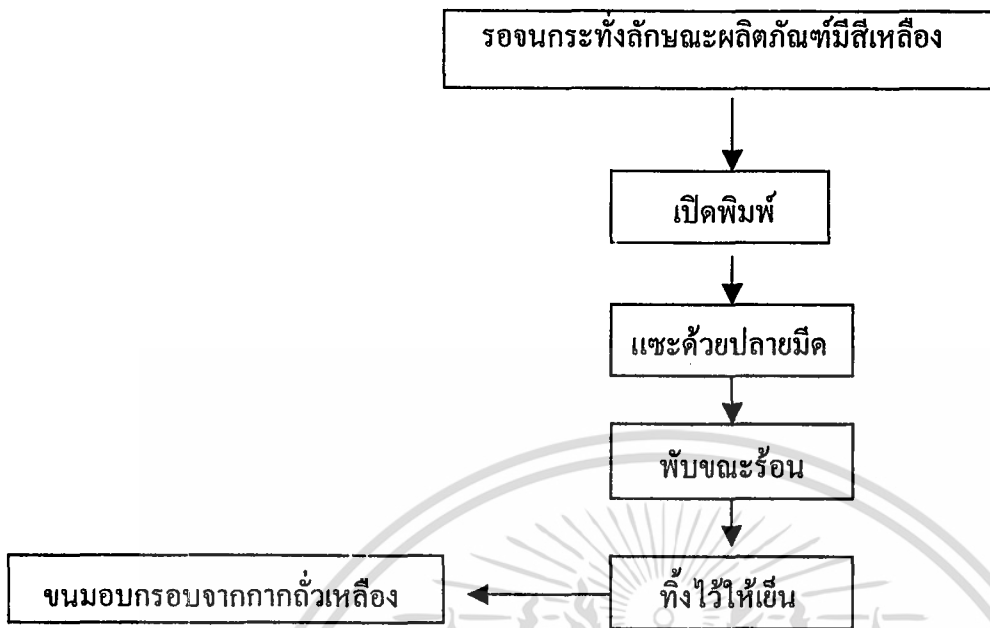 รอจนกระทั่งลักษณะผลิตภัณฑ์มีสีเหลือง
เปิดพิมพ์
แซะด้วยปลายมีด
พับขณะร้อน
ทิ้งไว้ให้เย็น
ขนมอบกรอบจากกากถั่วเหลือง